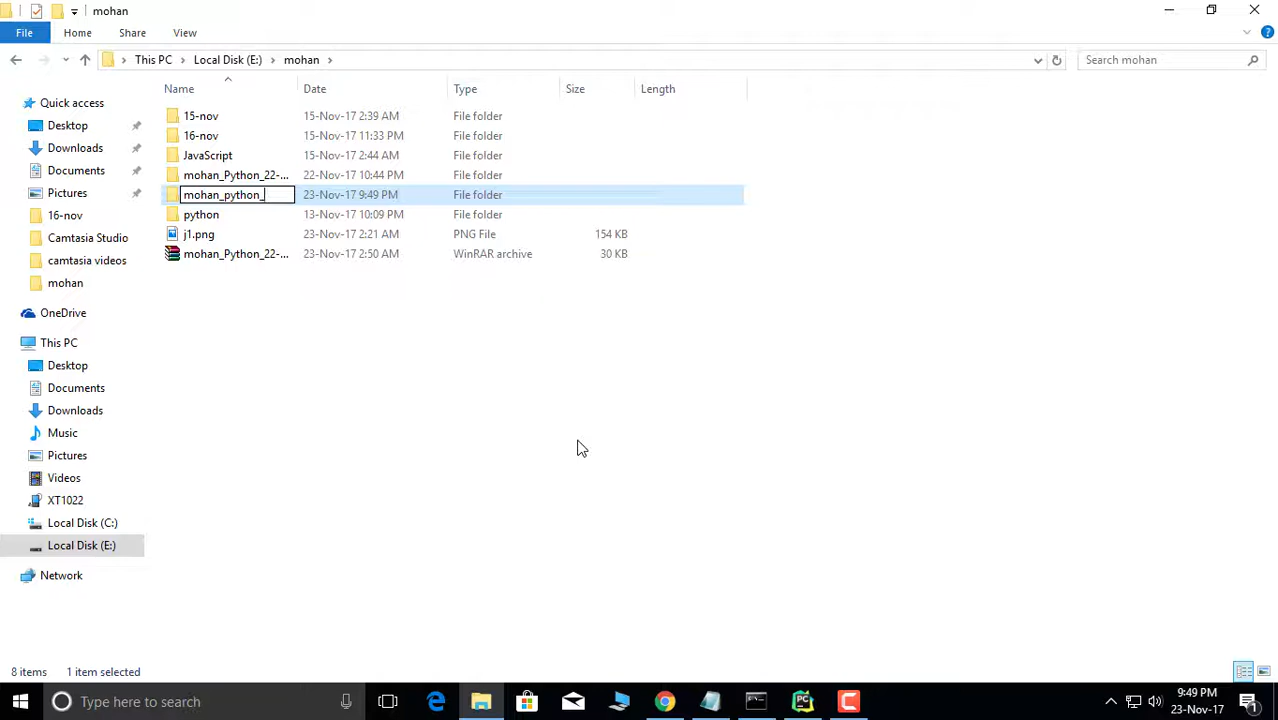 mohan
File Home Share View
This PC Local Disk (E:) mohan Search mohan
Name Date Type Size Length
Quick access
Desktop
Downloads
Documents
Pictures
16-nov
Camtasia Studio
camtasia videos
mohan
OneDrive
This PC
Desktop
Documents
Downloads
Music
Pictures
Videos
XT1022
Local Disk (C:)
Local Disk (E:)
Network
15-nov 15-Nov-17 2:39 AM File folder
16-nov 15-Nov-17 11:33 PM File folder
JavaScript 15-Nov-17 2:44 AM File folder
mohan_Python_22-... 22-Nov-17 10:44 PM File folder
mohan_python_ 23-Nov-17 9:49 PM File folder
python 13-Nov-17 10:09 PM File folder
j1.png 23-Nov-17 2:21 AM PNG File 154 KB
mohan_Python_22-... 23-Nov-17 2:50 AM WinRAR archive 30 KB
8 items 1 item selected
Type here to search
9:49 PM
23-Nov-17
1